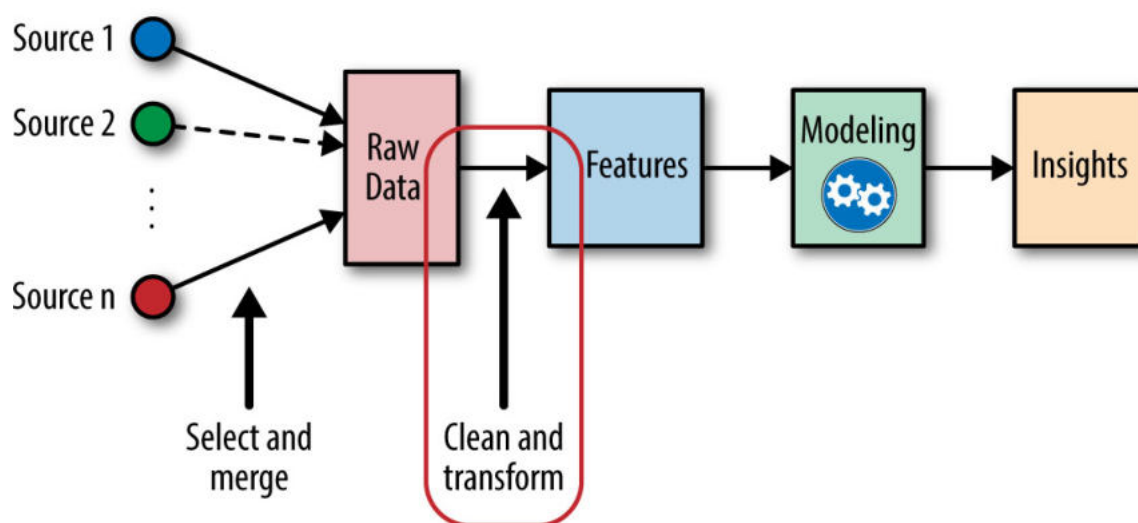 Source 1
Source 2
Source n
Raw
Data
Features
Modeling
Insights
Select and
merge
Clean and
transform